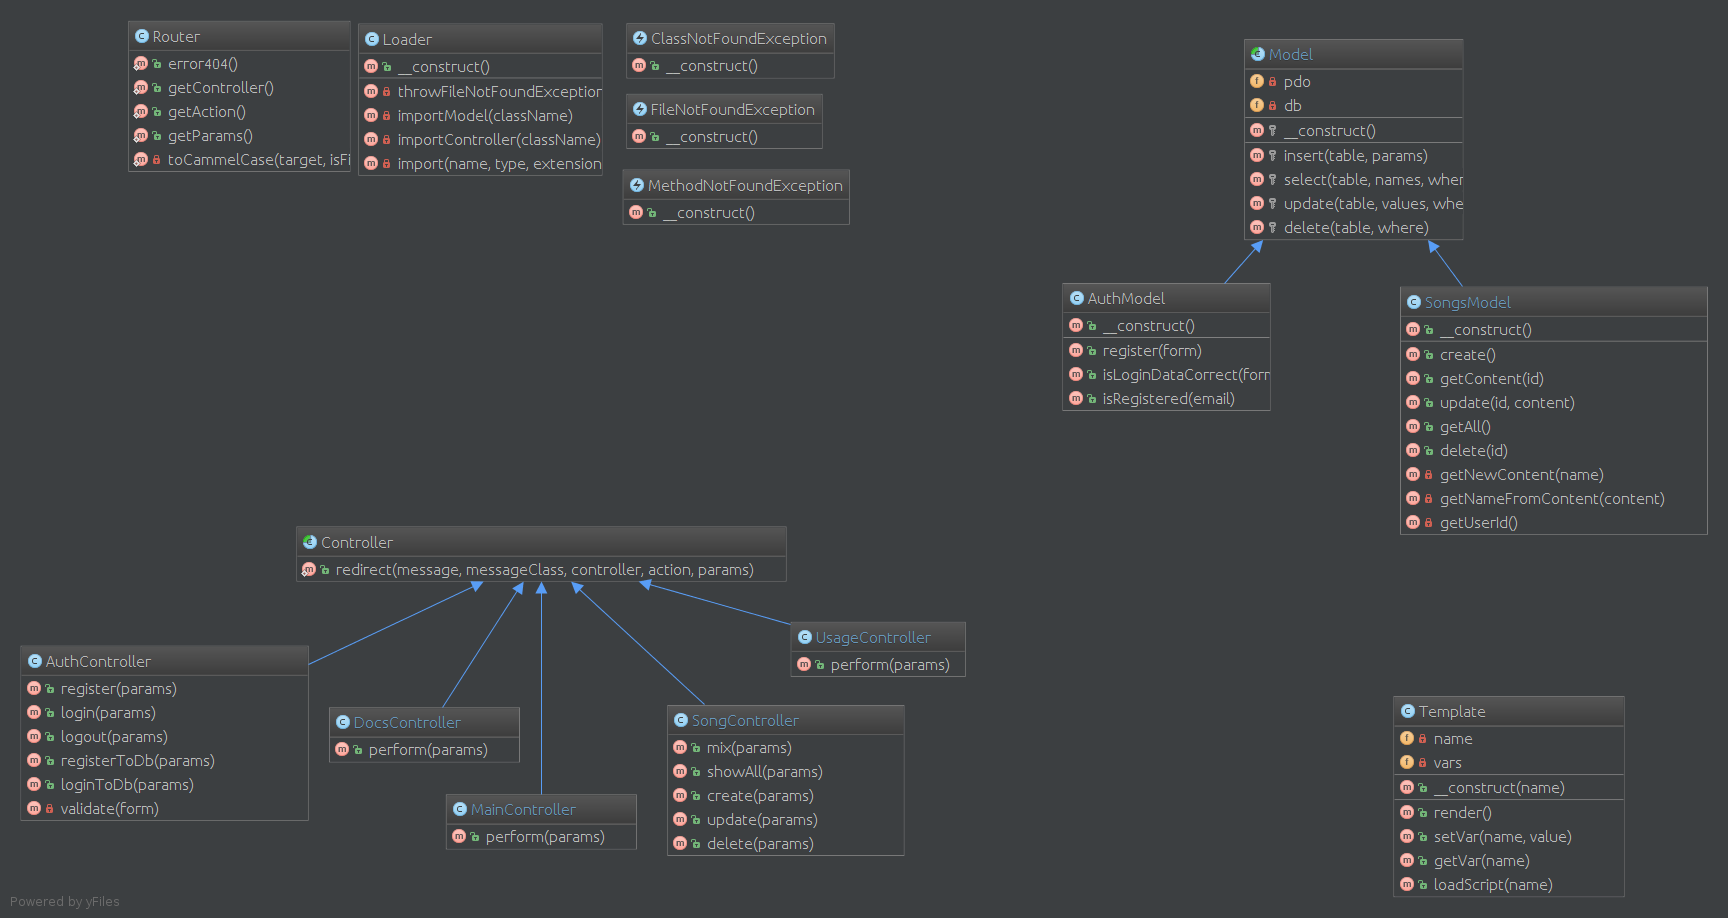 Router
error404()
getController()
getAction()
getParams()
toCammelCase(target, isFi
Loader
__construct()
throwFileNotFoundException
importModel(className)
importController(className)
import(name, type, extension
ClassNotFoundException
__construct()
FileNotFoundException
__construct()
MethodNotFoundException
__construct()
Model
pdo
db
__construct()
insert(table, params)
select(table, names, wher
update(table, values, whe
delete(table, where)
AuthModel
__construct()
register(form)
isLoginDataCorrect(form
isRegistered(email)
SongsModel
__construct()
create()
getContent(id)
update(id, content)
getAll()
delete(id)
getNewContent(name)
getNameFromContent(content)
getUserId()
Controller
redirect(message, messageClass, controller, action, params)
AuthController
register(params)
login(params)
logout(params)
registerToDb(params)
loginToDb(params)
validate(form)
DocsController
perform(params)
MainController
perform(params)
SongController
mix(params)
showAll(params)
create(params)
update(params)
delete(params)
UsageController
perform(params)
Template
name
vars
__construct(name)
render()
setVar(name, value)
getVar(name)
loadScript(name)
Powered by yFiles